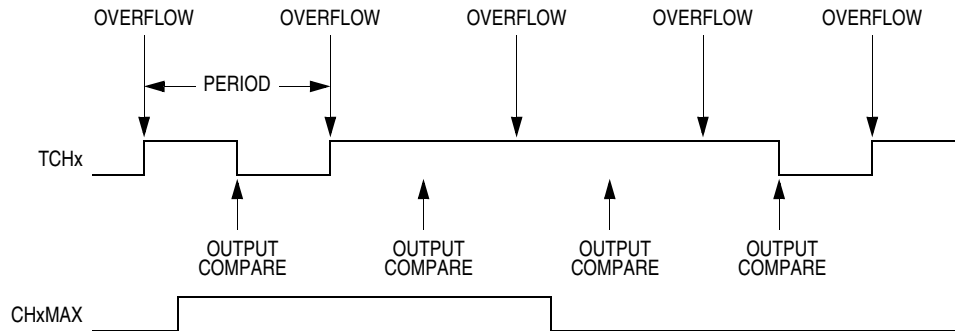 OVERFLOW OVERFLOW OVERFLOW OVERFLOW OVERFLOW
PERIOD
TCHx
OUTPUT COMPARE
OUTPUT COMPARE
OUTPUT COMPARE
OUTPUT COMPARE
CHxMAX